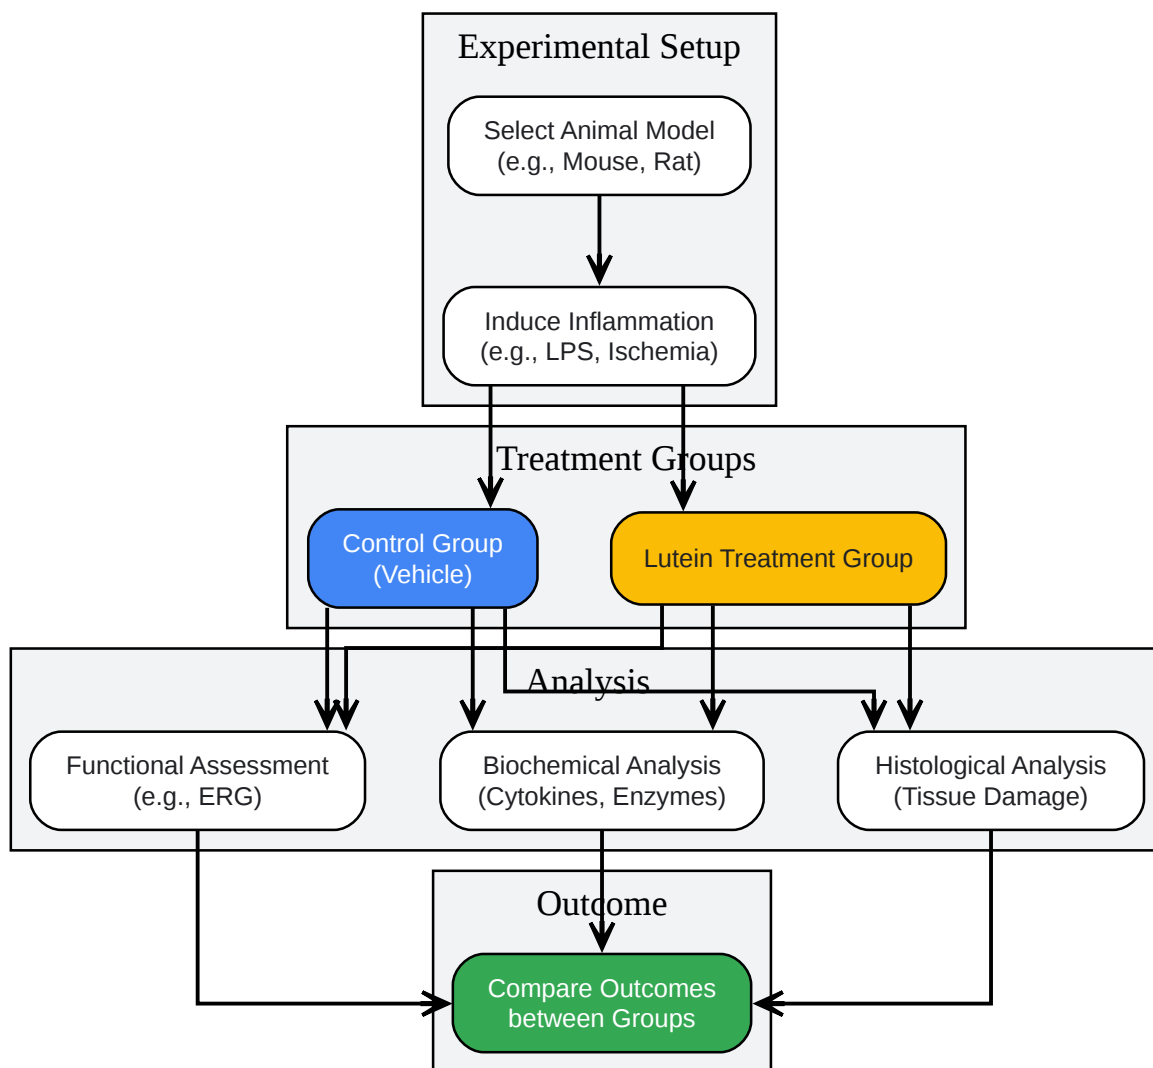 Experimental Setup
Select Animal Model
(e.g., Mouse, Rat)
Induce Inflammation
(e.g., LPS, Ischemia)
Treatment Groups
Control Group
(Vehicle)
Lutein Treatment Group
Analysis
Functional Assessment
(e.g., ERG)
Biochemical Analysis
(Cytokines, Enzymes)
Histological Analysis
(Tissue Damage)
Outcome
Compare Outcomes
between Groups